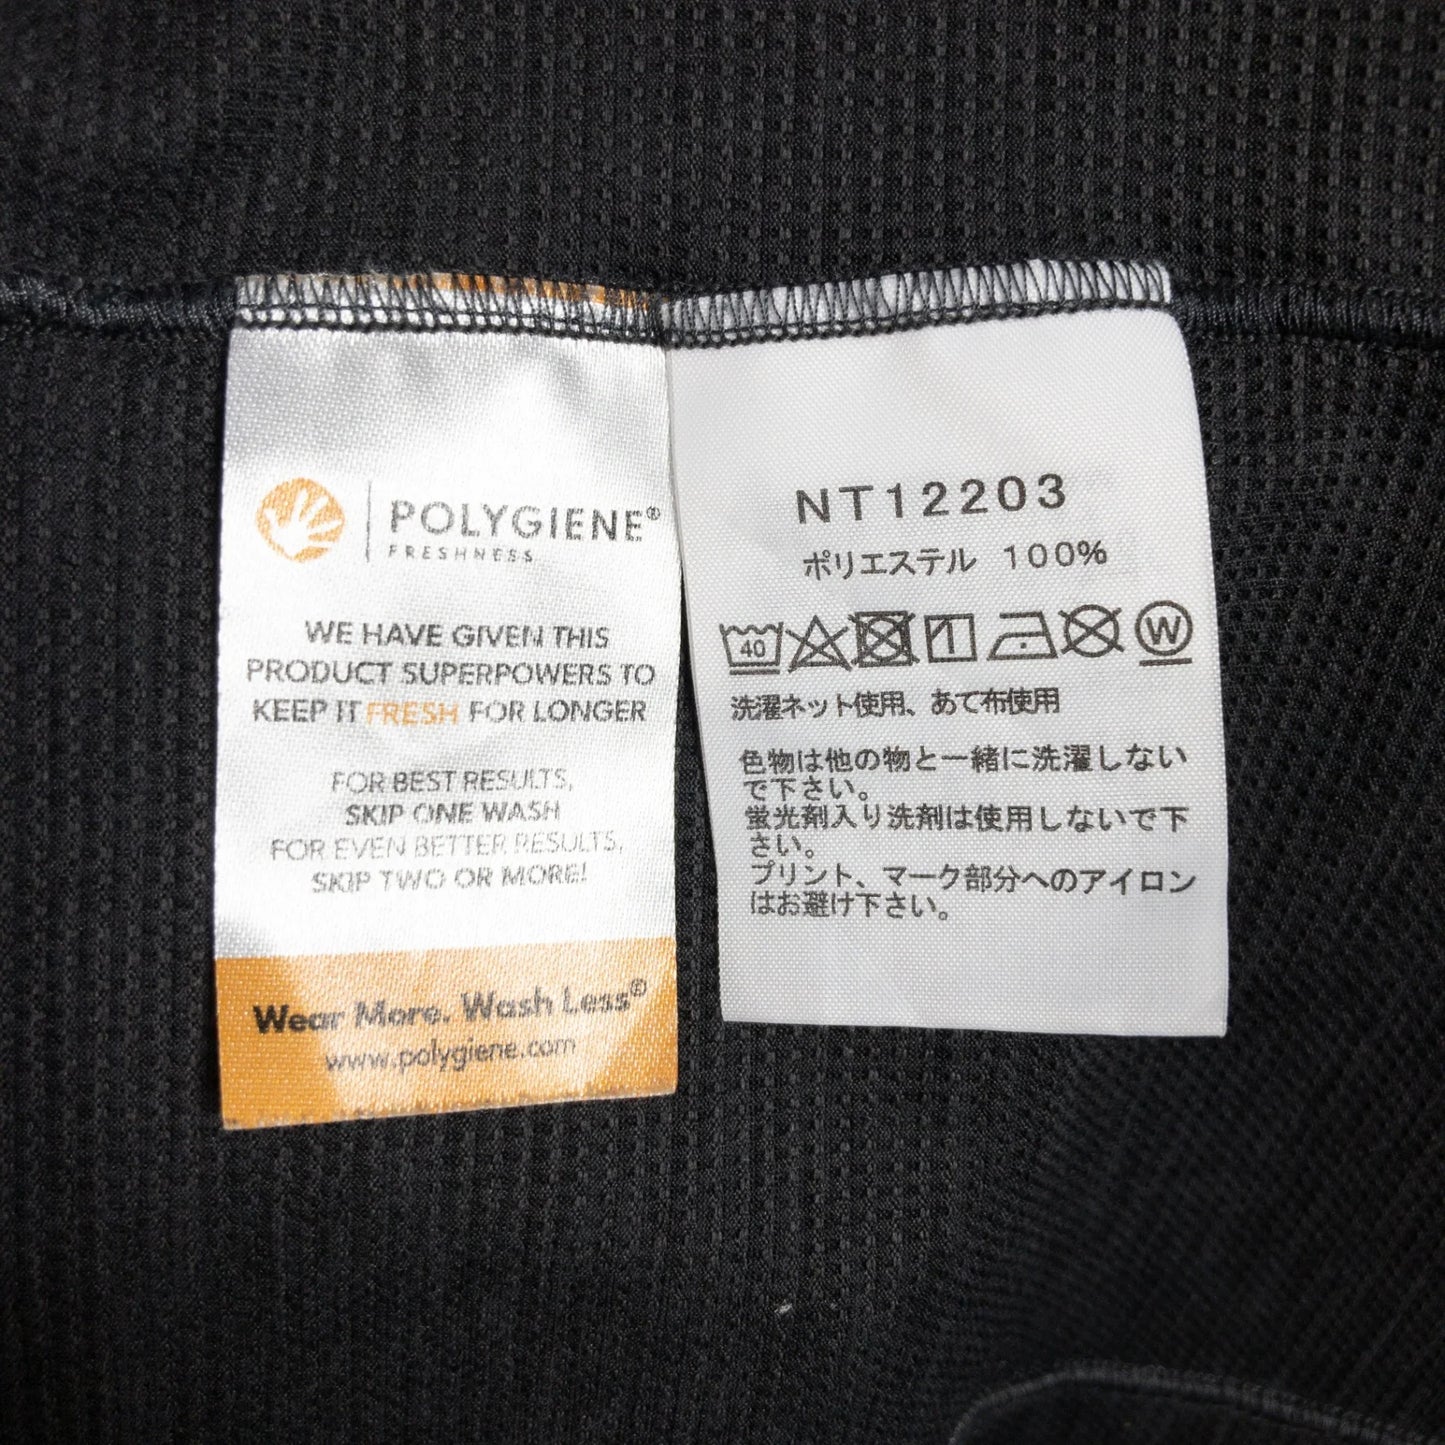 POLYGIENE®
FRESHNESS
WE HAVE GIVEN THIS
PRODUCT SUPERPOWERS TO
KEEP IT FRESH FOR LONGER
FOR BEST RESULTS,
SKIP ONE WASH
FOR EVEN BETTER RESULTS,
SKIP TWO OR MORE!
Wear More. Wash Less®
www.polygiene.com
NT12203
ポリエステル 100%
40
W
洗濯ネット使用、あて布使用
色物は他の物と一緒に洗濯しない
で下さい。
蛍光剤入り洗剤は使用しないで下
さい。
プリント、マーク部分へのアイロン
はお避け下さい。